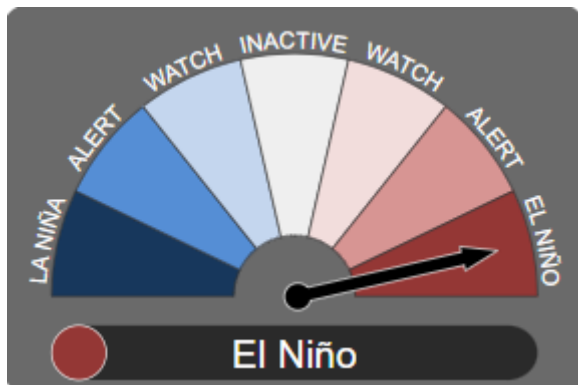 LA NIÑA
ALERT
WATCH
INACTIVE
WATCH
ALERT
EL NIÑO
El Niño